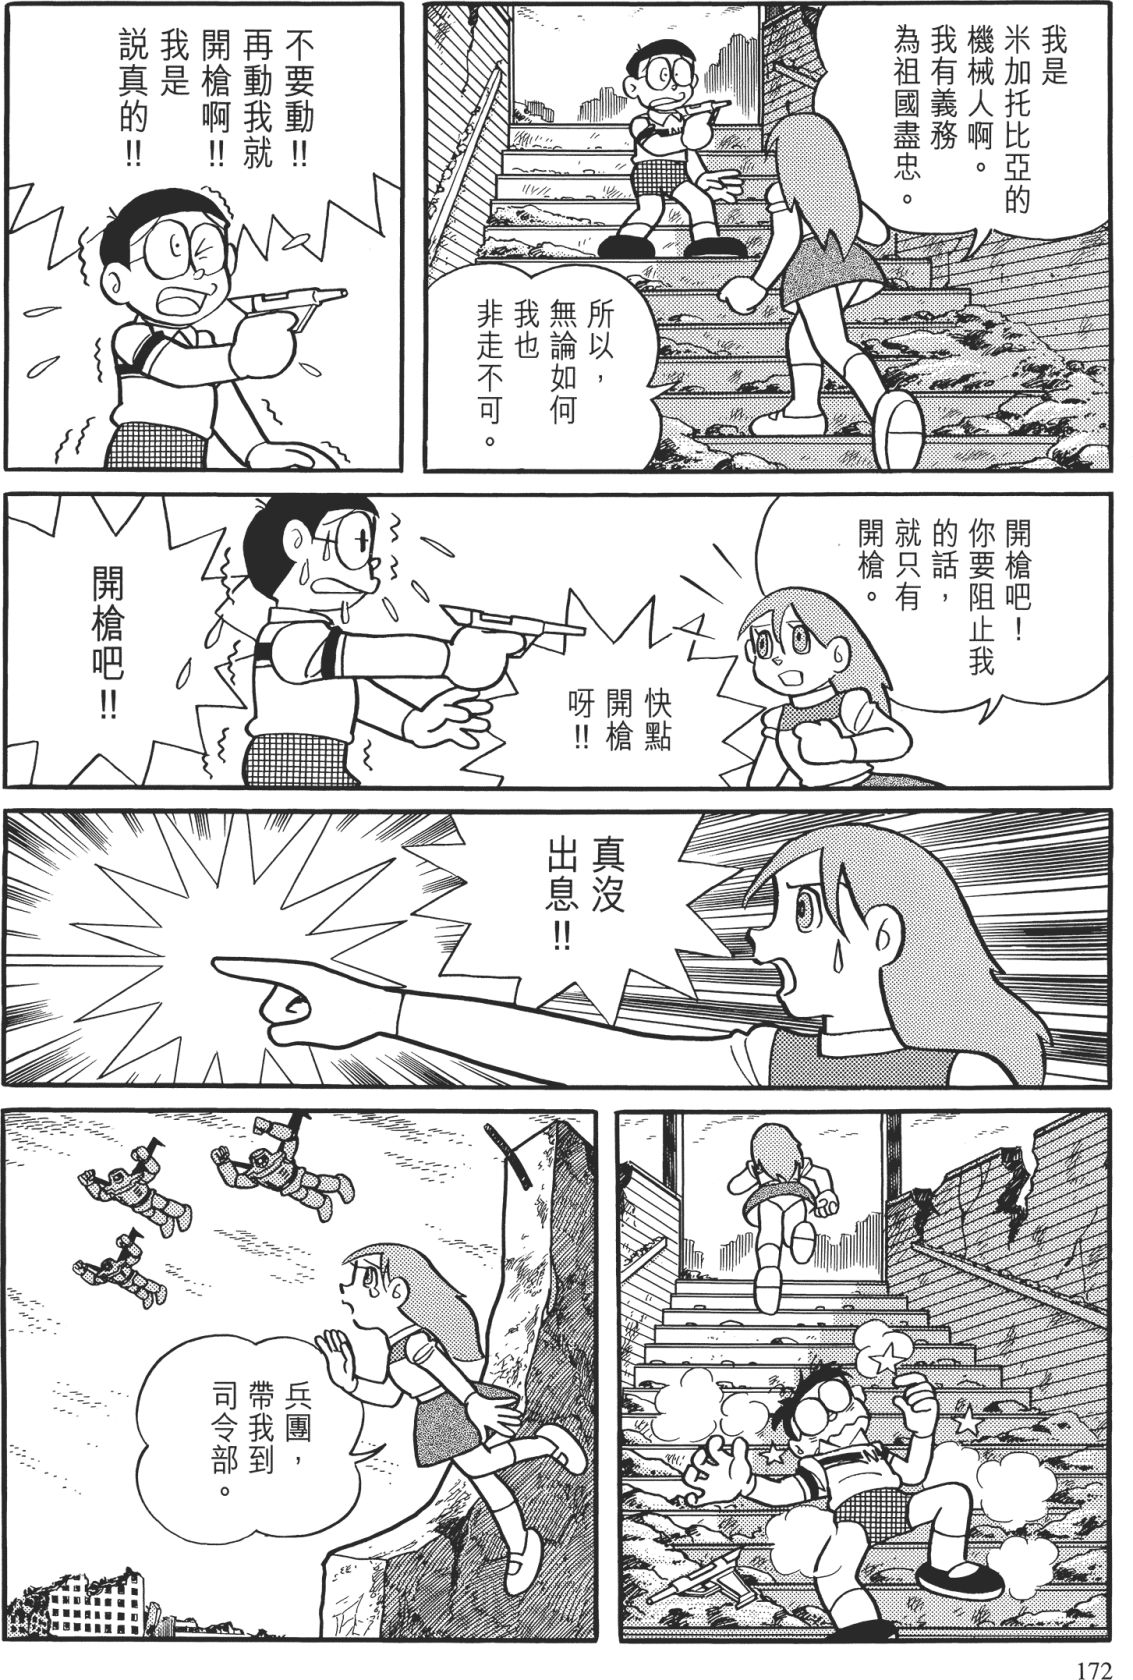 我是
米加托比亞的
機械人啊。
我有義務
為祖國盡忠。
所以，
無論如何
我也
非走不可。
不要動!!
再動我就
開槍啊!!
我是
說真的!!
開槍吧！
你要阻止我
的話，
就只有
開槍。
快點
開槍
呀!!
開槍吧!!
真沒
出息!!
兵團，
帶我到
司令部。
172